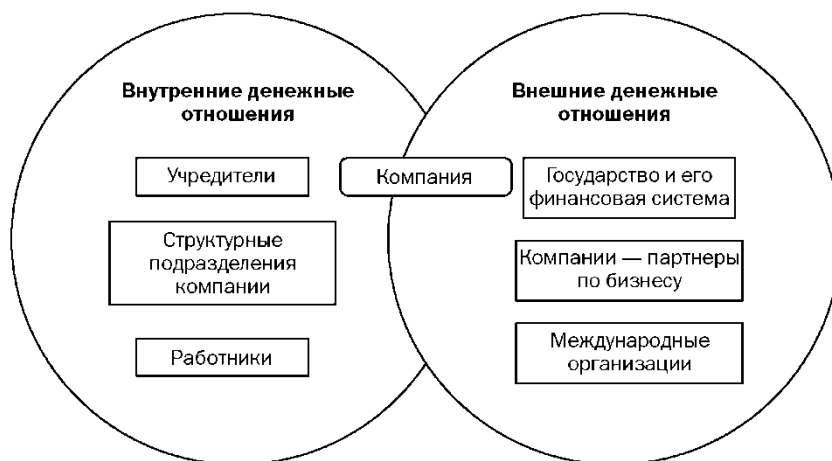 Внутренние денежные
отношения
Внешние денежные
отношения
Учредители
Компания
Государство и его
финансовая система
Структурные
подразделения
компании
Компании — партнеры
по бизнесу
Работники
Международные
организации